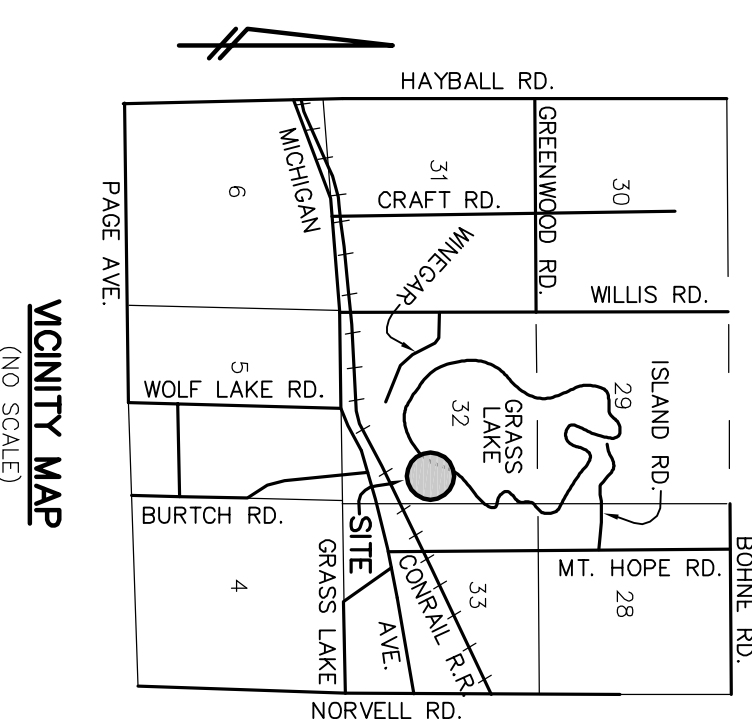 HAYBALL RD.
GREENWOOD RD.
MICHIGAN
31
30
6
CRAFT RD.
PAGE AVE.
WINEGAR
WILLIS RD.
5
WOLF LAKE RD.
29
ISLAND RD.
GRASS
LAKE
32
BURTCH RD.
SITE
GRASS LAKE
MT. HOPE RD.
BOHNE RD.
CONRAIL R.R.
33
28
4
AVE.
NORVELL RD.
VICINITY MAP
(NO SCALE)